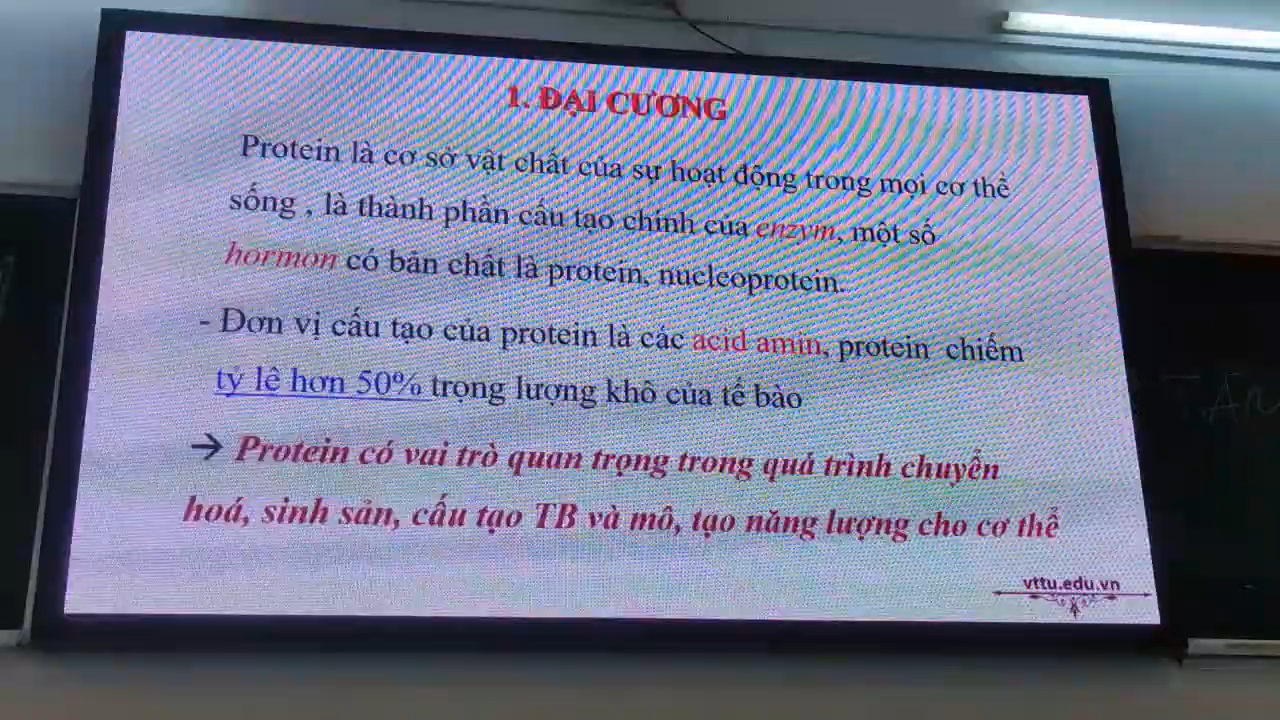 1. ĐẠI CƯƠNG
Protein là cơ sở vật chất của sự hoạt động trong mọi cơ thể
sống , là thành phần cấu tạo chính của enzym, một số
hormon có bản chất là protein, nucleoprotein.
- Đơn vị cấu tạo của protein là các acid amin, protein chiếm
tỷ lệ hơn 50% trọng lượng khô của tế bào
→ Protein có vai trò quan trọng trong quá trình chuyển
hoá, sinh sản, cấu tạo TB và mô, tạo năng lượng cho cơ thể
vttu.edu.vn